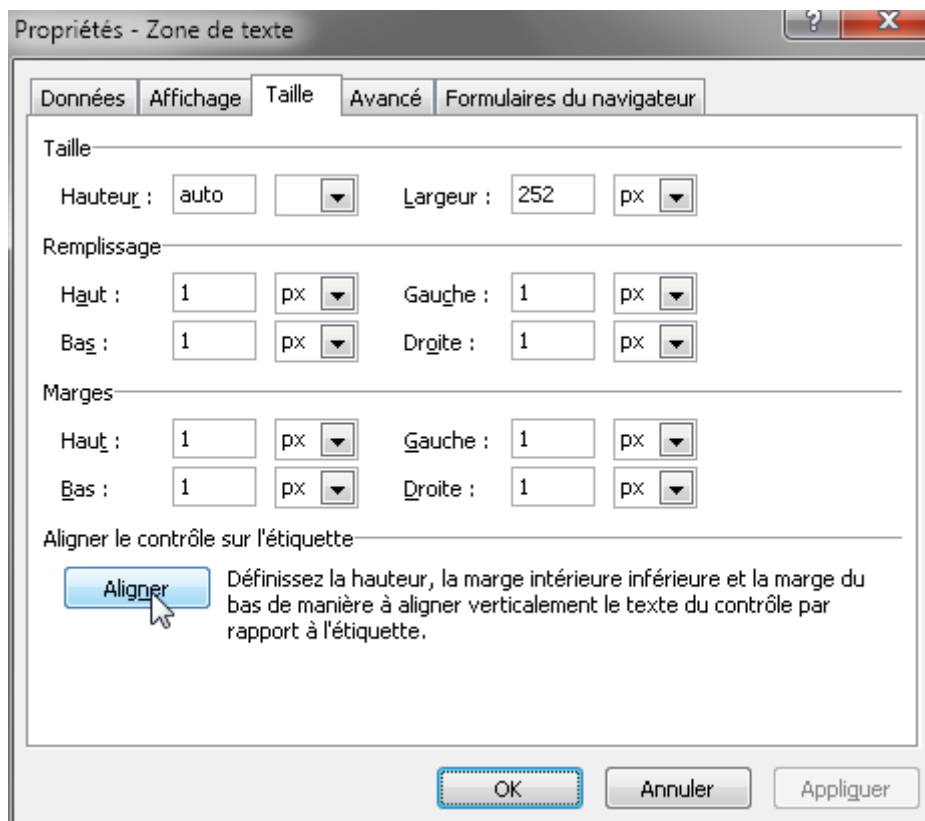 Propriétés - Zone de texte
?
Données Affichage Taille Avancé Formulaires du navigateur
Taille
Hauteur : auto Largeur : 252 px
Remplissage
Haut : 1 px Gauche : 1 px
Bas : 1 px Droite : 1 px
Marges
Haut : 1 px Gauche : 1 px
Bas : 1 px Droite : 1 px
Aligner le contrôle sur l'étiquette
Aligner
Définissez la hauteur, la marge intérieure inférieure et la marge du
bas de manière à aligner verticalement le texte du contrôle par
rapport à l'étiquette.
OK Annuler Appliquer